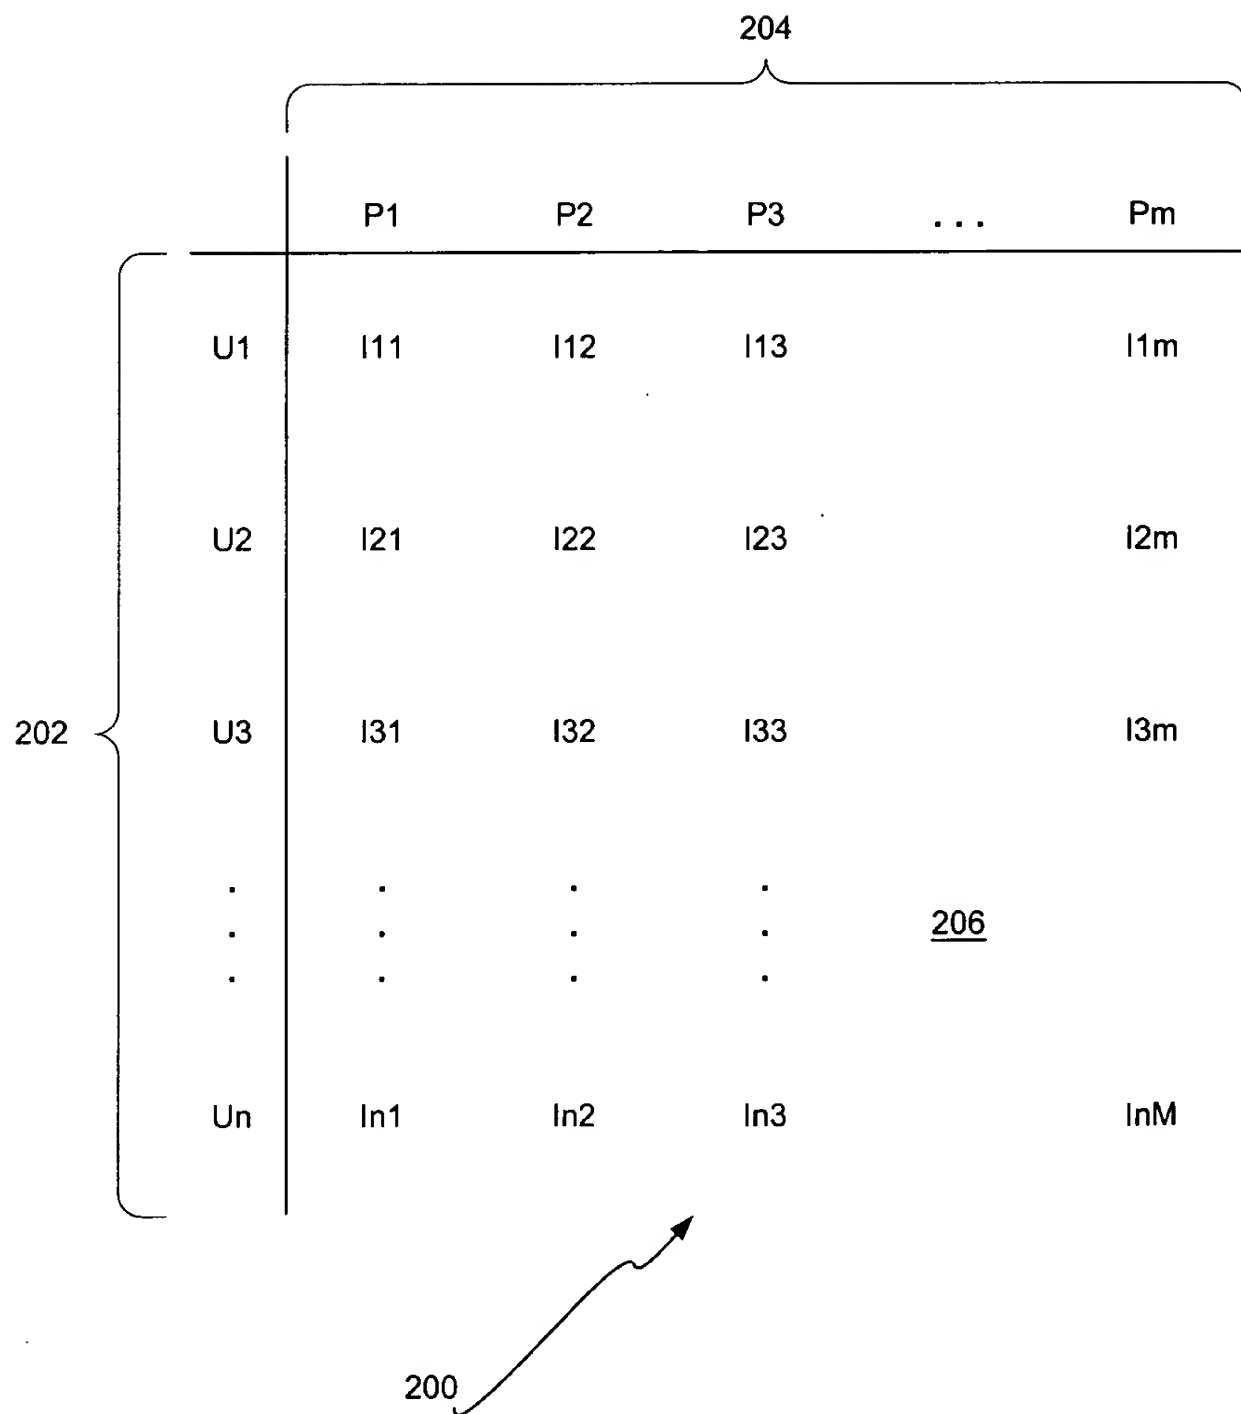 204
P1 P2 P3 ... Pm
U1 I11 I12 I13 I1m
U2 I21 I22 I23 I2m
202 U3 I31 I32 I33 I3m
206
Un In1 In2 In3 InM
200